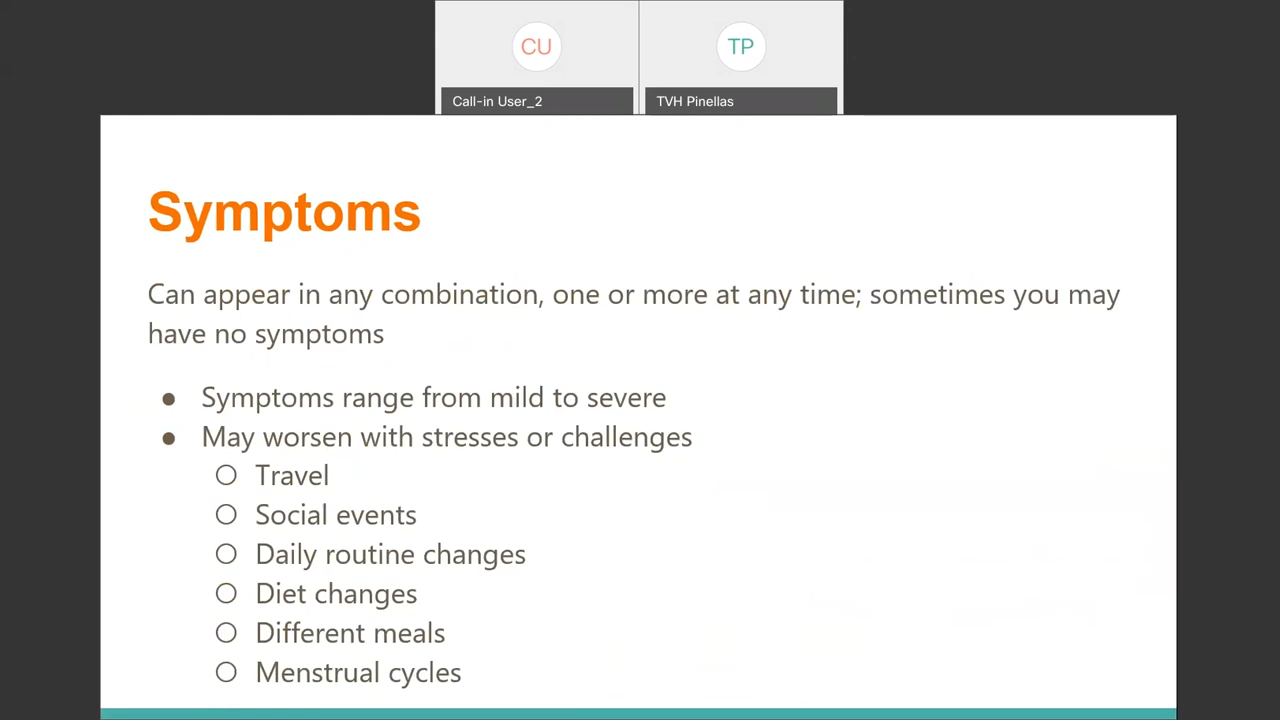 CU
TP
Call-in User_2
TVH Pinellas
Symptoms
Can appear in any combination, one or more at any time; sometimes you may
have no symptoms
● Symptoms range from mild to severe
● May worsen with stresses or challenges
○ Travel
○ Social events
○ Daily routine changes
○ Diet changes
○ Different meals
○ Menstrual cycles